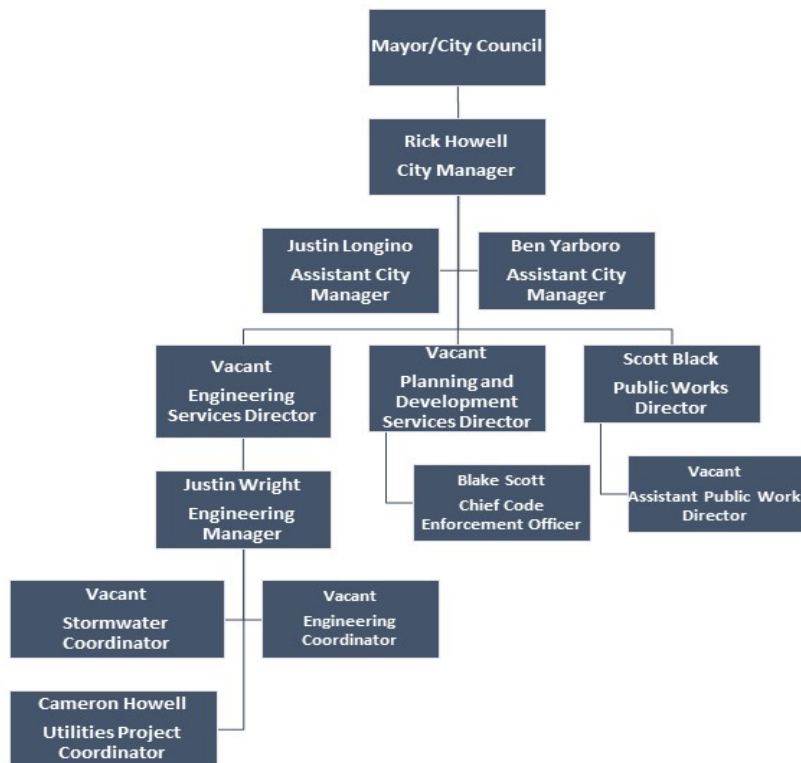 Mayor/City Council
Rick Howell
City Manager
Justin Longino
Assistant City
Manager
Ben Yarboro
Assistant City
Manager
Vacant
Engineering
Services Director
Vacant
Planning and
Development
Services Director
Scott Black
Public Works
Director
Justin Wright
Engineering
Manager
Blake Scott
Chief Code
Enforcement Officer
Vacant
Assistant Public Work
Director
Vacant
Stormwater
Coordinator
Vacant
Engineering
Coordinator
Cameron Howell
Utilities Project
Coordinator